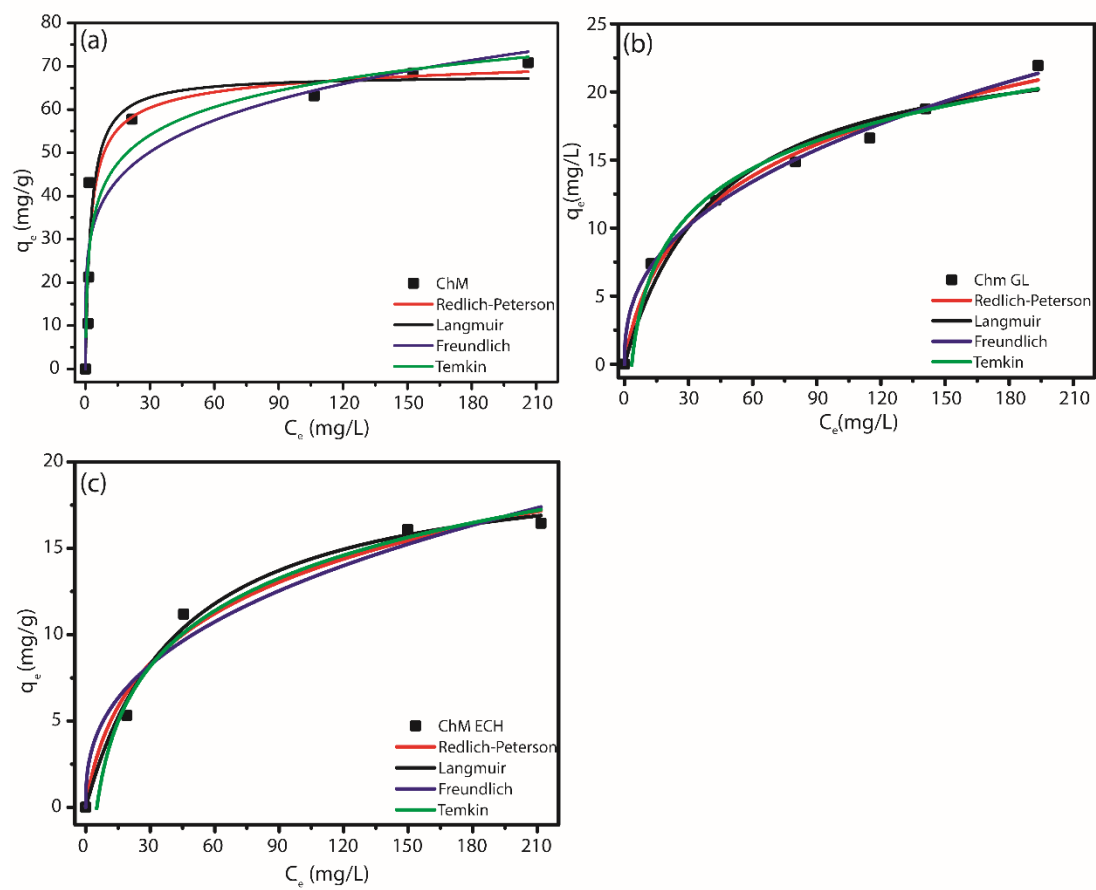 (a)
80
70
60
50
40
30
20
10
0
qe (mg/g)
ChM
Redlich-Peterson
Langmuir
Freundlich
Temkin
0 30 60 90 120 150 180 210
Ce (mg/L)
(b)
25
20
15
10
5
0
qe(mg/L)
Chm GL
Redlich-Peterson
Langmuir
Freundlich
Temkin
0 30 60 90 120 150 180 210
Ce(mg/L)
(c)
20
15
10
5
0
qe (mg/g)
ChM ECH
Redlich-Peterson
Langmuir
Freundlich
Temkin
0 30 60 90 120 150 180 210
Ce (mg/L)